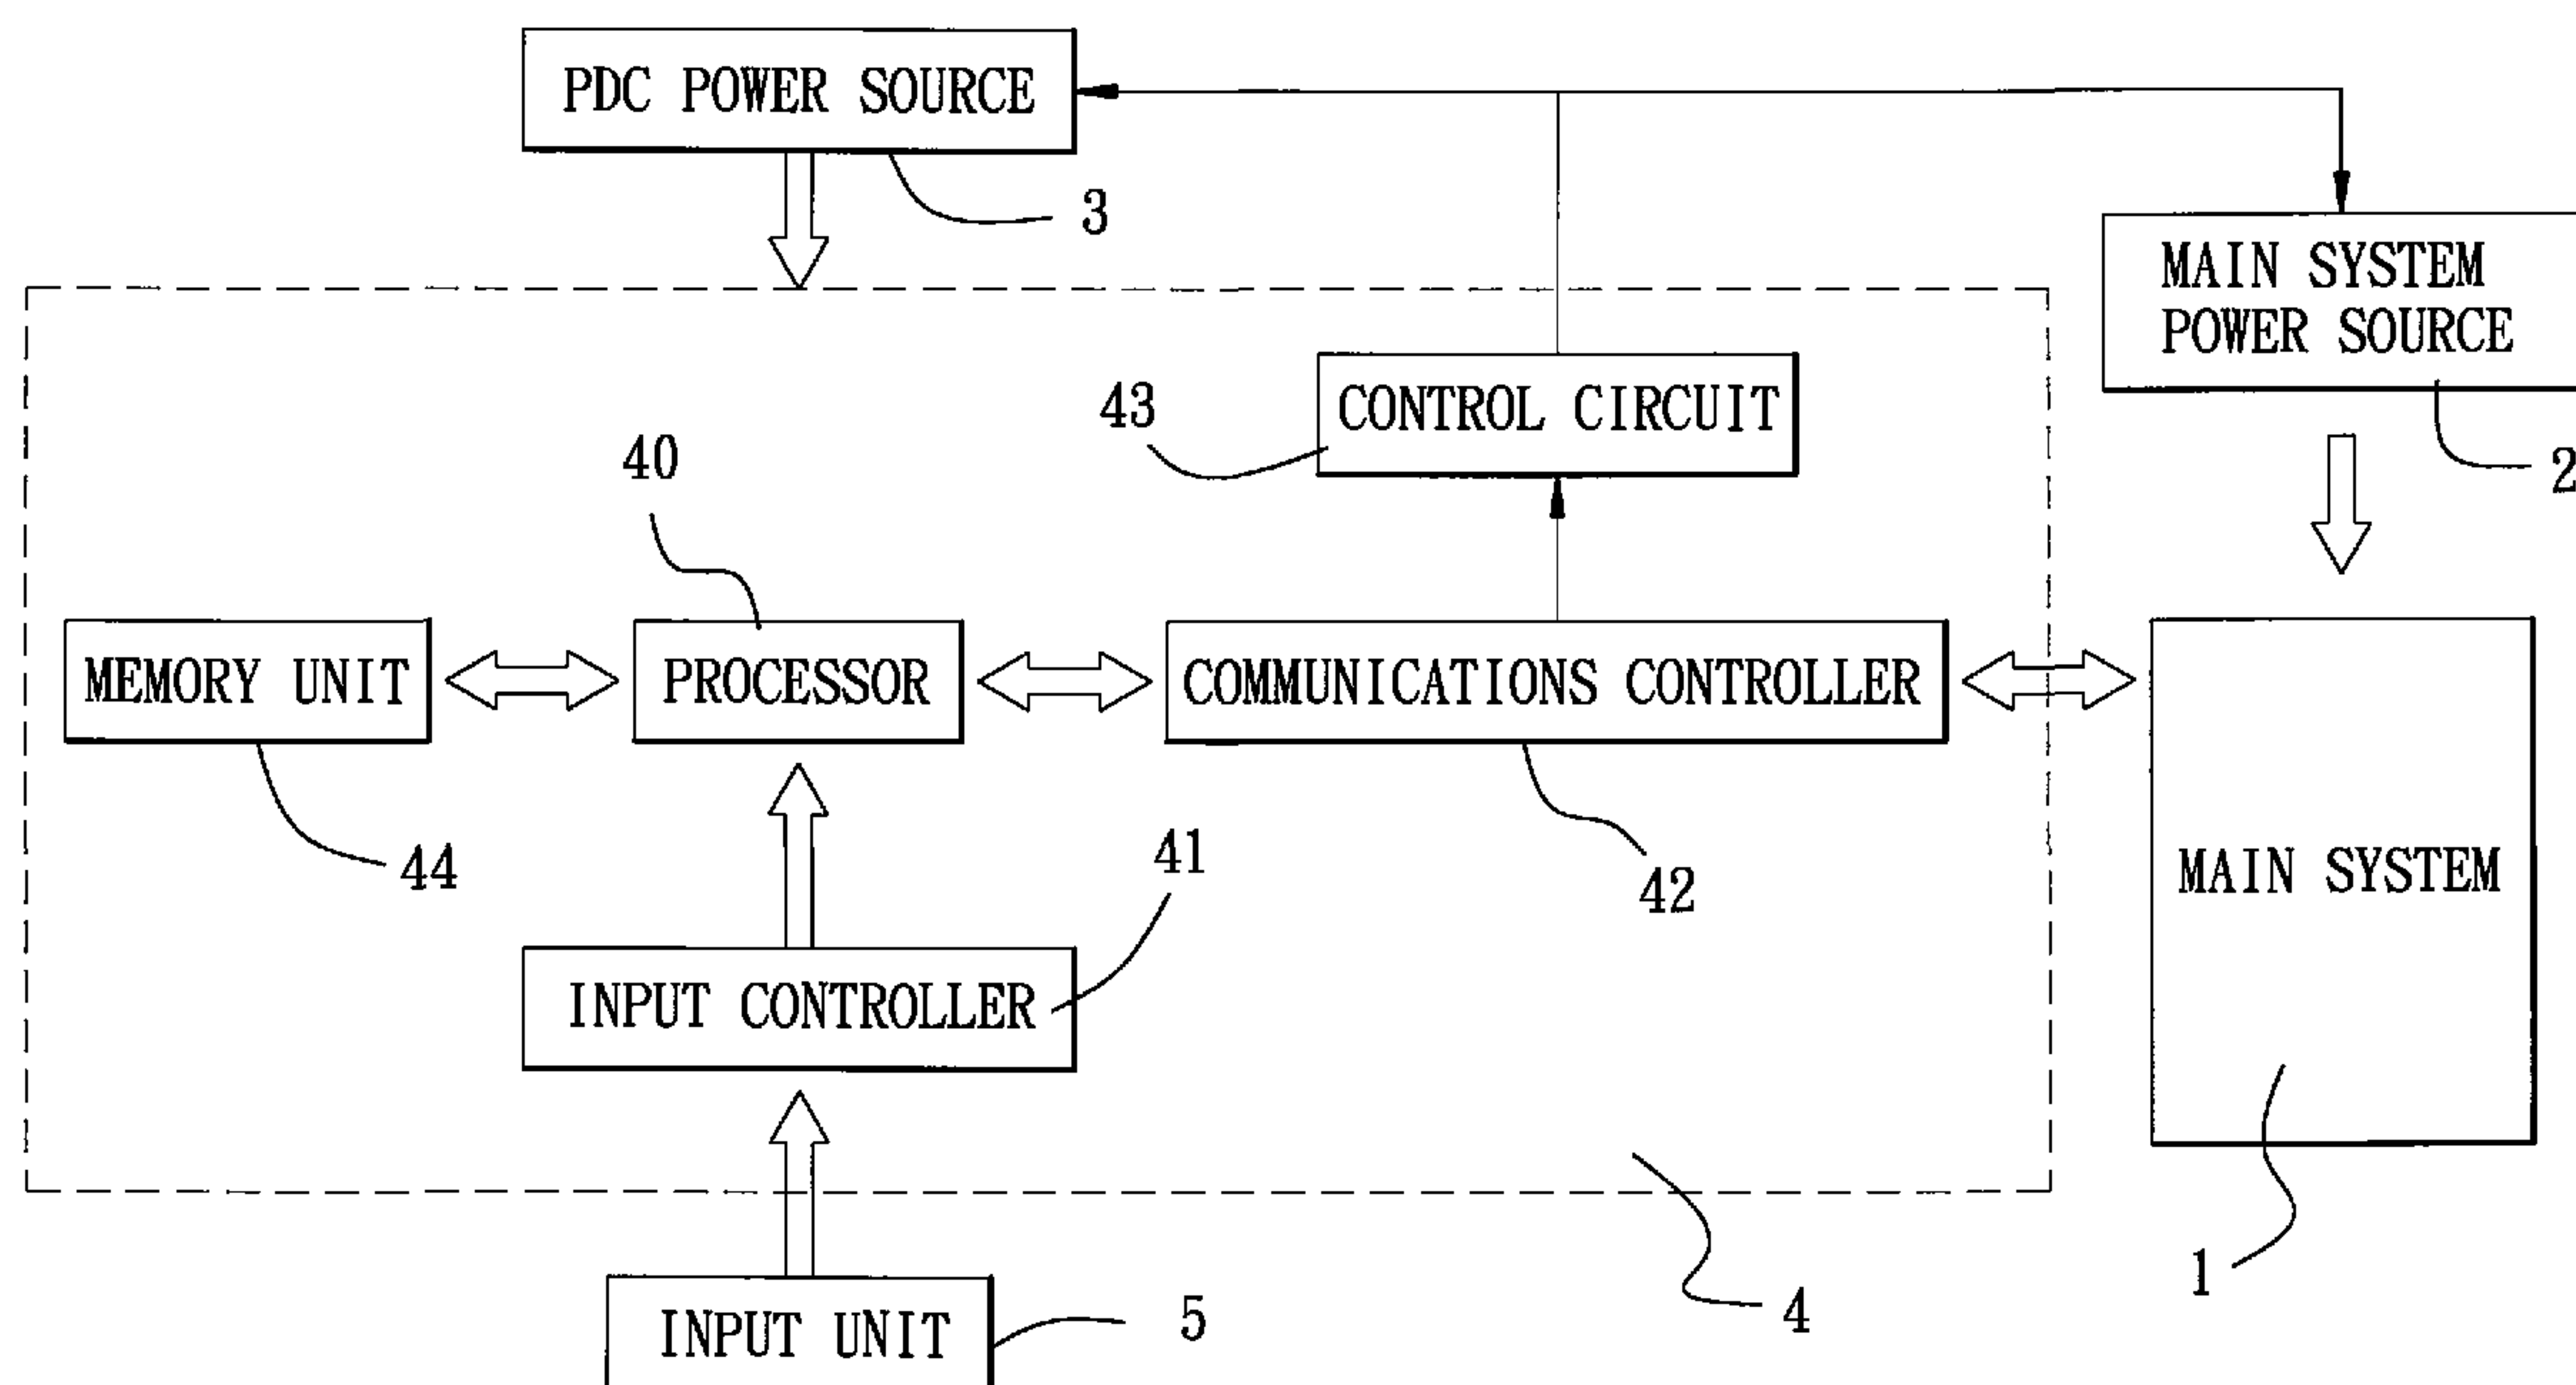 PDC POWER SOURCE
3
MAIN SYSTEM
POWER SOURCE
2
43
CONTROL CIRCUIT
40
MEMORY UNIT
PROCESSOR
COMMUNICATIONS CONTROLLER
44
41
42
MAIN SYSTEM
INPUT CONTROLLER
1
4
5
INPUT UNIT